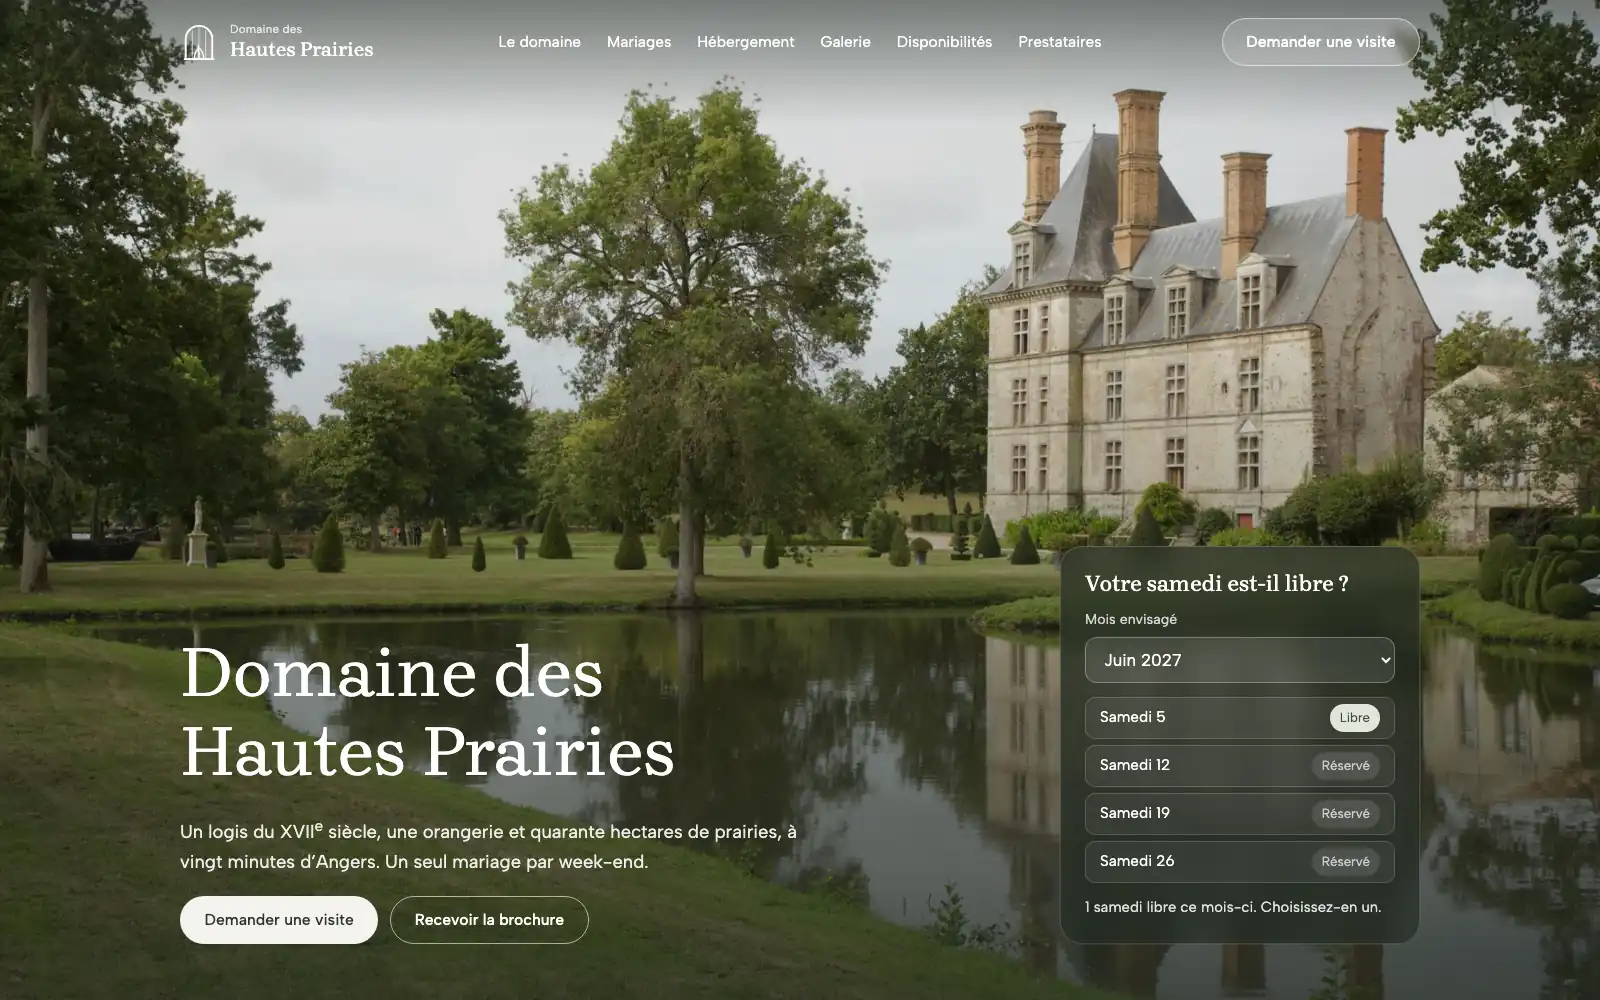 Domaine des
Hautes Prairies
Le domaine
Mariages
Hébergement
Galerie
Disponibilités
Prestataires
Demander une visite
Domaine des
Hautes Prairies
Un logis du XVIIe siècle, une orangerie et quarante hectares de prairies, à
vingt minutes d’Angers. Un seul mariage par week-end.
Demander une visite
Recevoir la brochure
Votre samedi est-il libre ?
Mois envisagé
Juin 2027
Samedi 5 Libre
Samedi 12 Réservé
Samedi 19 Réservé
Samedi 26 Réservé
1 samedi libre ce mois-ci. Choisissez-en un.